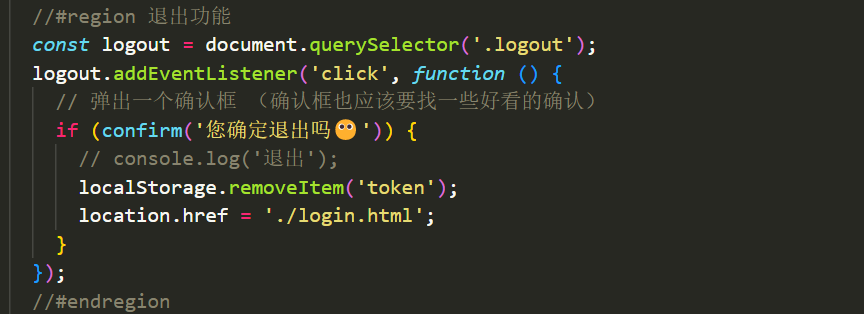 //#region 退出功能
const logout = document.querySelector('.logout');
logout.addEventListener('click', function () {
// 弹出一个确认框 （确认框也应该要找一些好看的确认）
if (confirm('您确定退出吗😶')) {
// console.log('退出');
localStorage.removeItem('token');
location.href = './login.html';
}
});
//#endregion